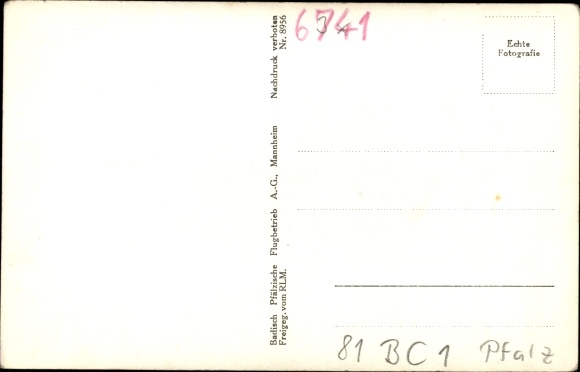 6741
Echte
Fotografie
Badisch Pfälzische Flugbetrieb A.-G., Mannheim Nachdruck verboten
Freigeg. vom RLM. Nr. 8956
81 BC1 Pfalz